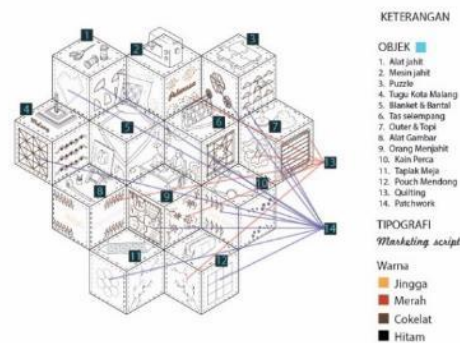 KETERANGAN
OBJEK
1. Alat jahit
2. Mesin jahit
3. Puzzle
4. Tugu Kota Malang
5. Blanket & Bantal
6. Tas selempang
7. Outer & Topi
8. Alat Gambar
9. Orang Menjahit
10. Kain Perca
11. Taplak Meja
12. Pouch Mendong
13. Quilting
14. Patchwork
TIPOGRAFI
Marketing script
Warna
Jingga
Merah
Cokelat
Hitam
1
2
3
4
5
6
7
8
9
10
11
12
13
14